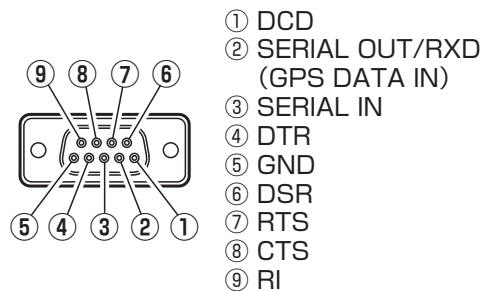 ① DCD
② SERIAL OUT/RXD
(GPS DATA IN)
③ SERIAL IN
④ DTR
⑤ GND
⑥ DSR
⑦ RTS
⑧ CTS
⑨ RI
⑨ ⑧ ⑦ ⑥
⑤ ④ ③ ② ①